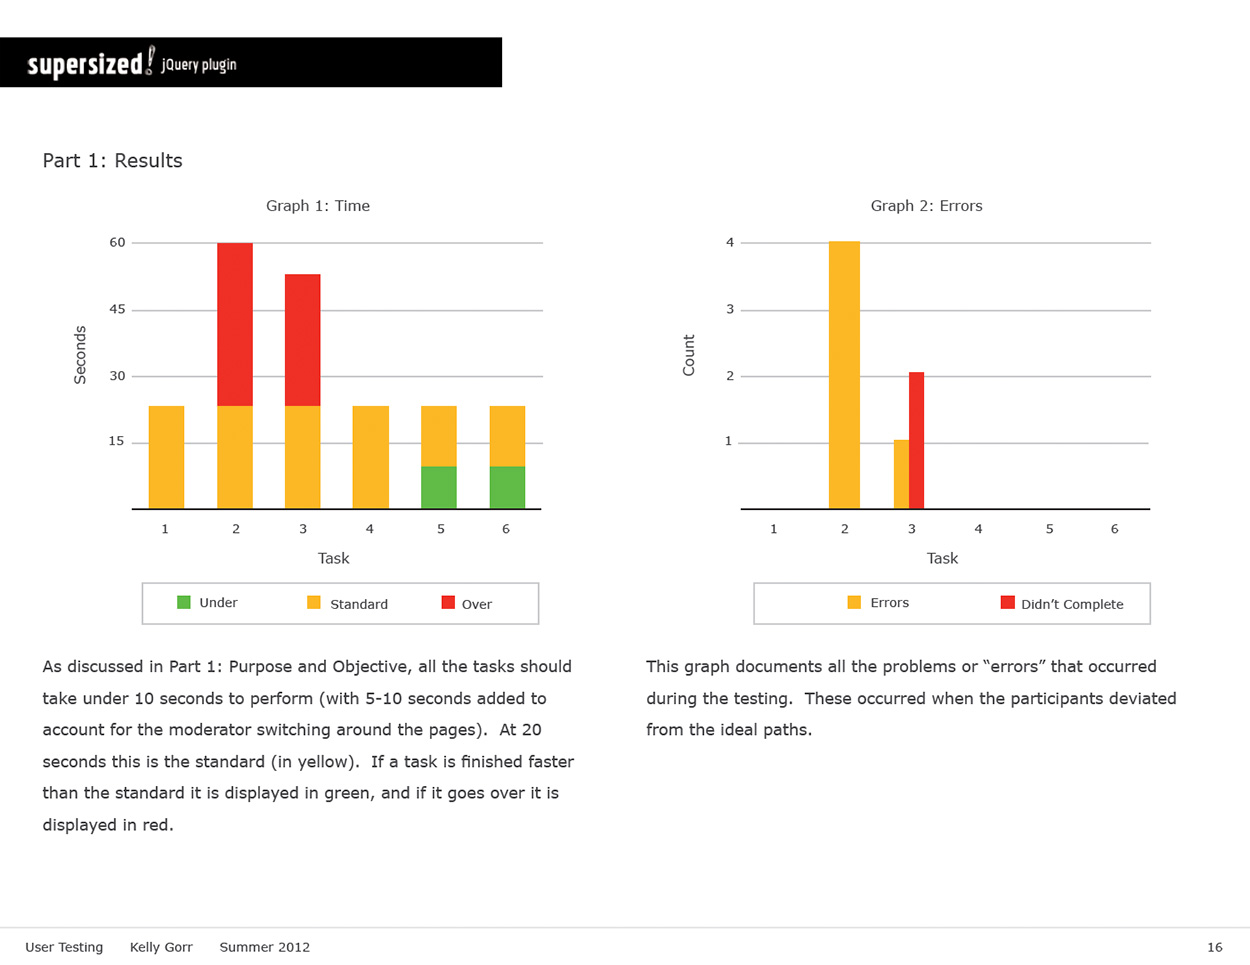 supersized! jQuery plugin
Part 1: Results
Graph 1: Time
60
45
30
15
Seconds
1 2 3 4 5 6
Task
Under Standard Over
As discussed in Part 1: Purpose and Objective, all the tasks should
take under 10 seconds to perform (with 5-10 seconds added to
account for the moderator switching around the pages).  At 20
seconds this is the standard (in yellow).  If a task is finished faster
than the standard it is displayed in green, and if it goes over it is
displayed in red.
Graph 2: Errors
4
3
2
1
Count
1 2 3 4 5 6
Task
Errors Didn’t Complete
This graph documents all the problems or “errors” that occurred
during the testing.  These occurred when the participants deviated
from the ideal paths.
User Testing Kelly Gorr Summer 2012 16